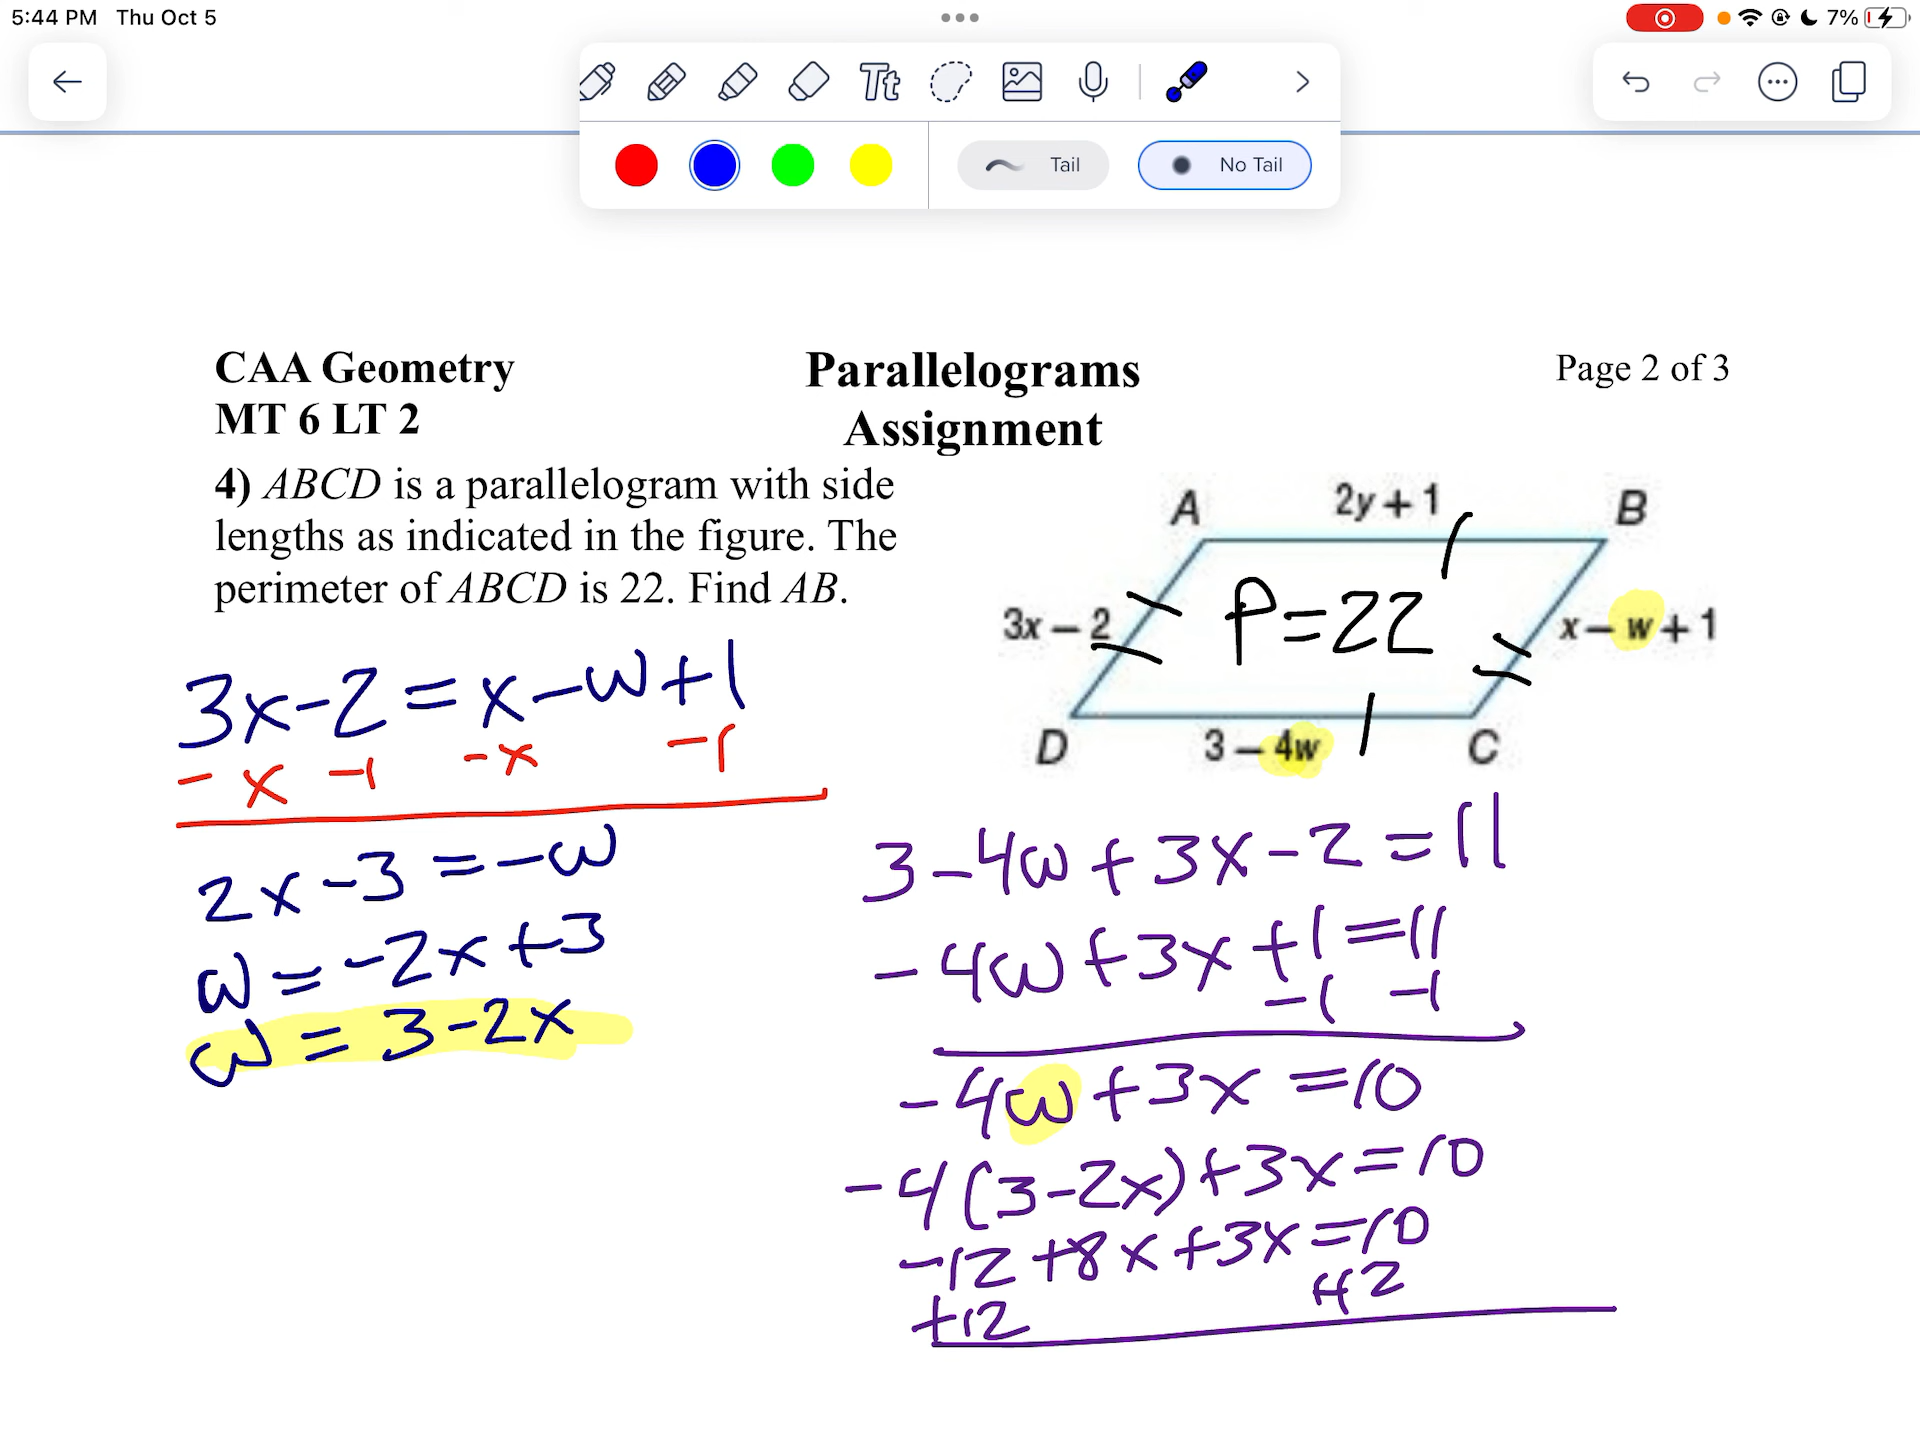 5:44 PM Thu Oct 5
7%
Tt
Tail
No Tail
CAA Geometry
MT 6 LT 2
Parallelograms
Assignment
Page 2 of 3
4) ABCD is a parallelogram with side
lengths as indicated in the figure. The
perimeter of ABCD is 22. Find AB.
A 2y + 1 B
3x – 2 P=22 x – w + 1
D 3 – 4w C
3x-2=x-w+1
-x -1 -x -1
2x-3=-w
w=-2x+3
w=3-2x
3-4w+3x-2=11
-4w+3x+1=11
-1 -1
-4w+3x=10
-4(3-2x)+3x=10
-12+8x+3x=10
+12 +12